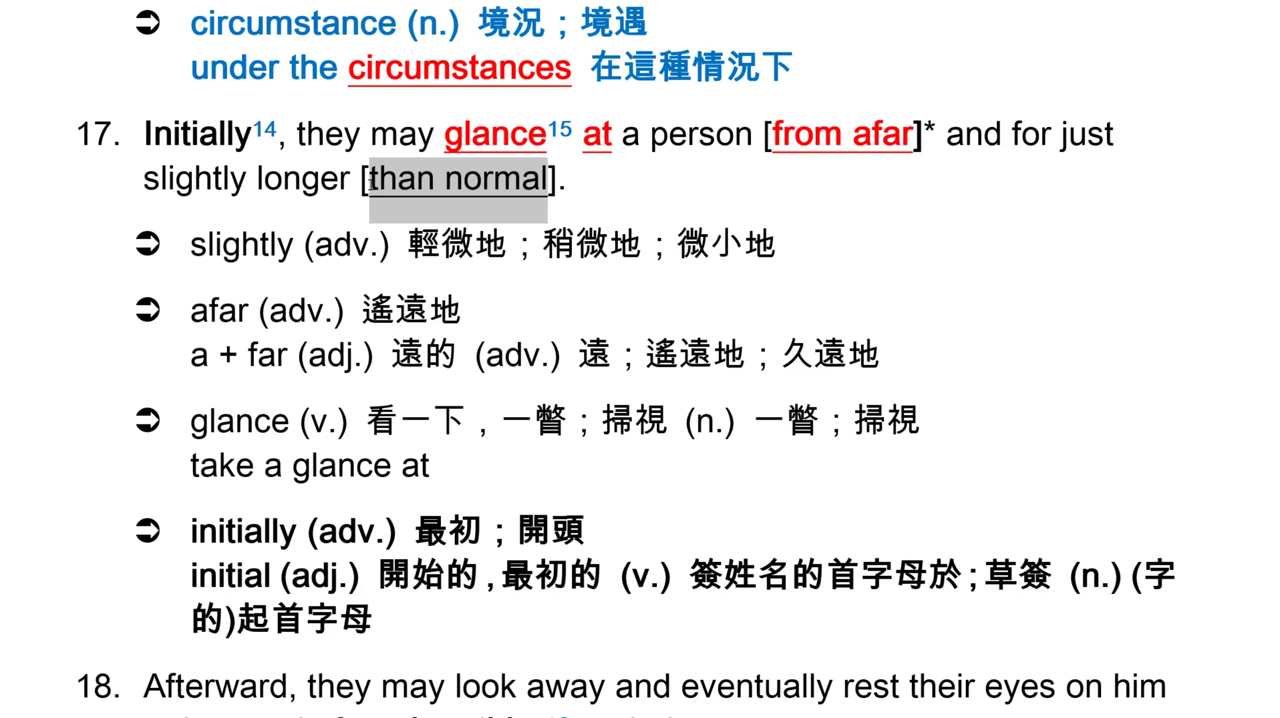 ➲ circumstance (n.) 境況；境遇
under the circumstances 在這種情況下
17. Initially14, they may glance15 at a person [from afar]* and for just
slightly longer [than normal].
➲ slightly (adv.) 輕微地；稍微地；微小地
➲ afar (adv.) 遙遠地
a + far (adj.) 遠的 (adv.) 遠；遙遠地；久遠地
➲ glance (v.) 看一下，一瞥；掃視 (n.) 一瞥；掃視
take a glance at
➲ initially (adv.) 最初；開頭
initial (adj.) 開始的,最初的 (v.) 簽姓名的首字母於;草簽 (n.) (字
的)起首字母
18. Afterward, they may look away and eventually rest their eyes on him